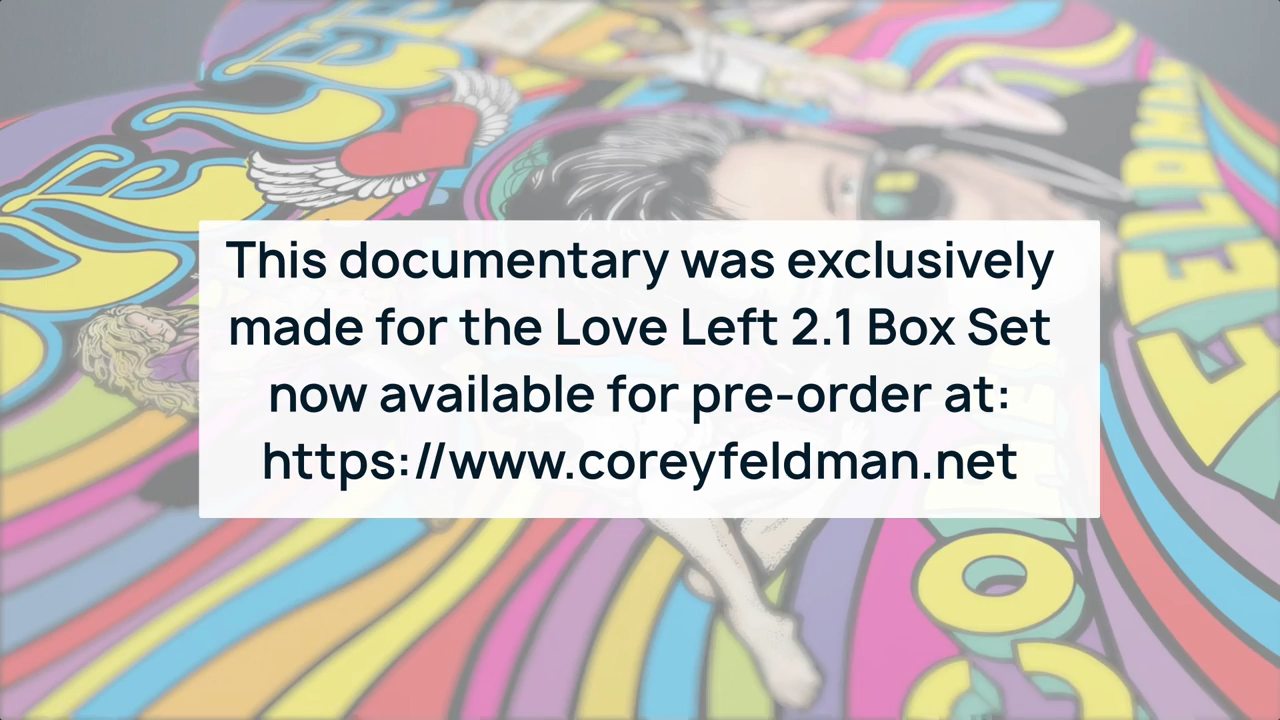 This documentary was exclusively
made for the Love Left 2.1 Box Set
now available for pre-order at:
https://www.coreyfeldman.net
FELDMAN